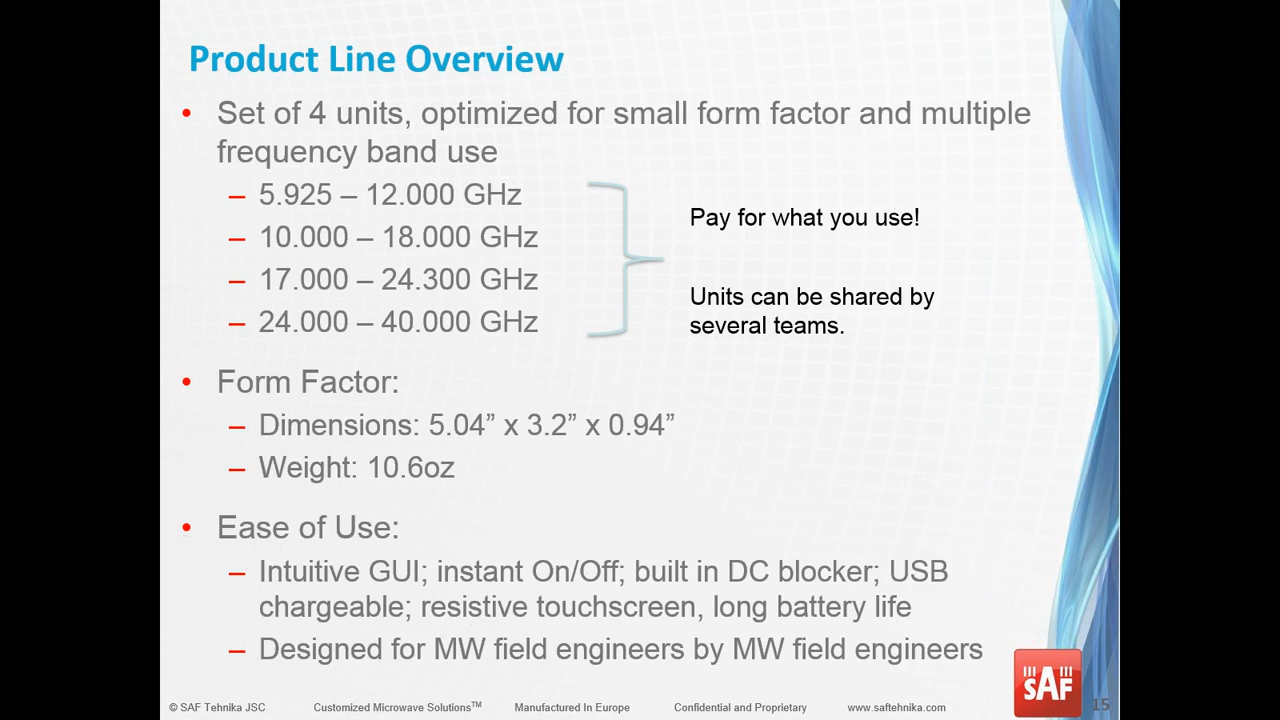 Product Line Overview
• Set of 4 units, optimized for small form factor and multiple
frequency band use
– 5.925 – 12.000 GHz
– 10.000 – 18.000 GHz
– 17.000 – 24.300 GHz
– 24.000 – 40.000 GHz
Pay for what you use!
Units can be shared by
several teams.
• Form Factor:
– Dimensions: 5.04” x 3.2” x 0.94”
– Weight: 10.6oz
• Ease of Use:
– Intuitive GUI; instant On/Off; built in DC blocker; USB
chargeable; resistive touchscreen, long battery life
– Designed for MW field engineers by MW field engineers
SAF
© SAF Tehnika JSC Customized Microwave Solutions™ Manufactured In Europe Confidential and Proprietary www.saftehnika.com 15